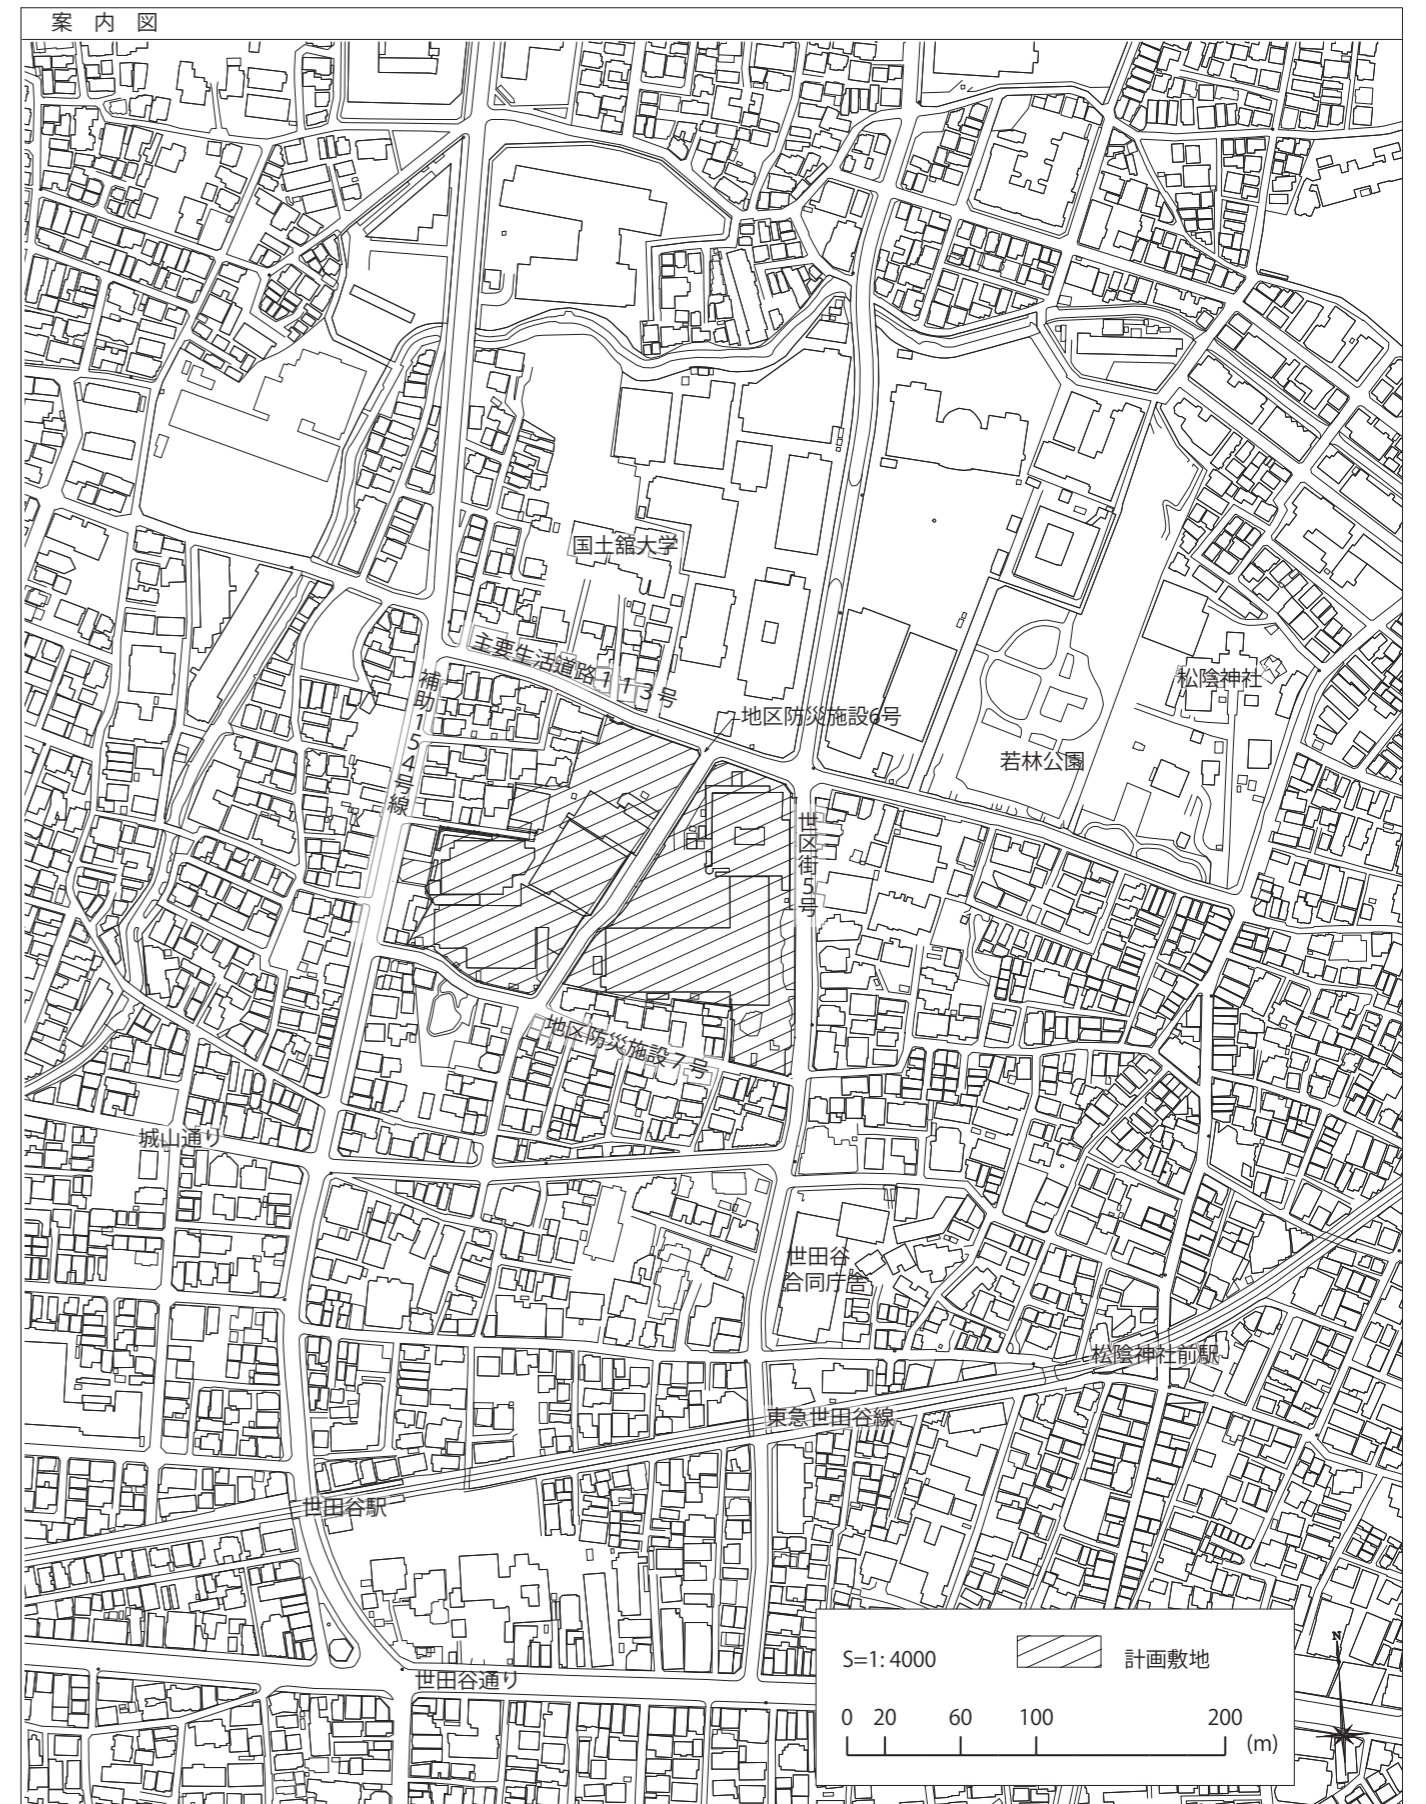 案 内 図
国土舘大学
主要生活道路113号
補助154号線
松陰神社
地区防災施設6号
若林公園
世区街5号
地区防災施設7号
城山通り
世田谷
合同庁舎
松陰神社前駅
東急世田谷線
世田谷駅
世田谷通り
S=1: 4000
計画敷地
N
0 20 60 100 200
(m)